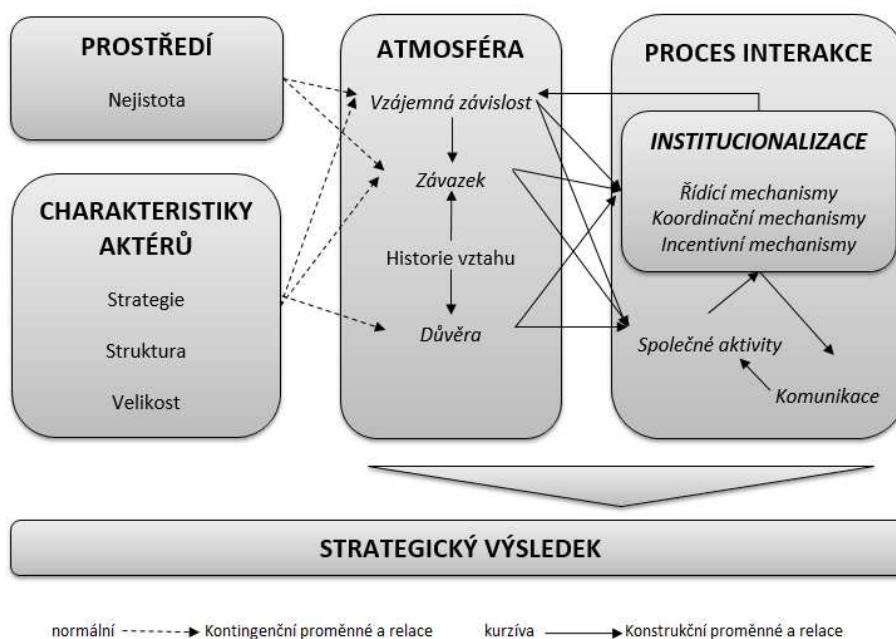 PROSTŘEDÍ
Nejistota
CHARAKTERISTIKY
AKTÉRŮ
Strategie
Struktura
Velikost
ATMOSFÉRA
Vzájemná závislost
Závazek
Historie vztahu
Důvěra
PROCES INTERAKCE
INSTITUCIONALIZACE
Řídící mechanismy
Koordinační mechanismy
Incentivní mechanismy
Společné aktivity
Komunikace
STRATEGICKÝ VÝSLEDEK
normální Kontingenční proměnné a relace kurzíva Konstrukční proměnné a relace